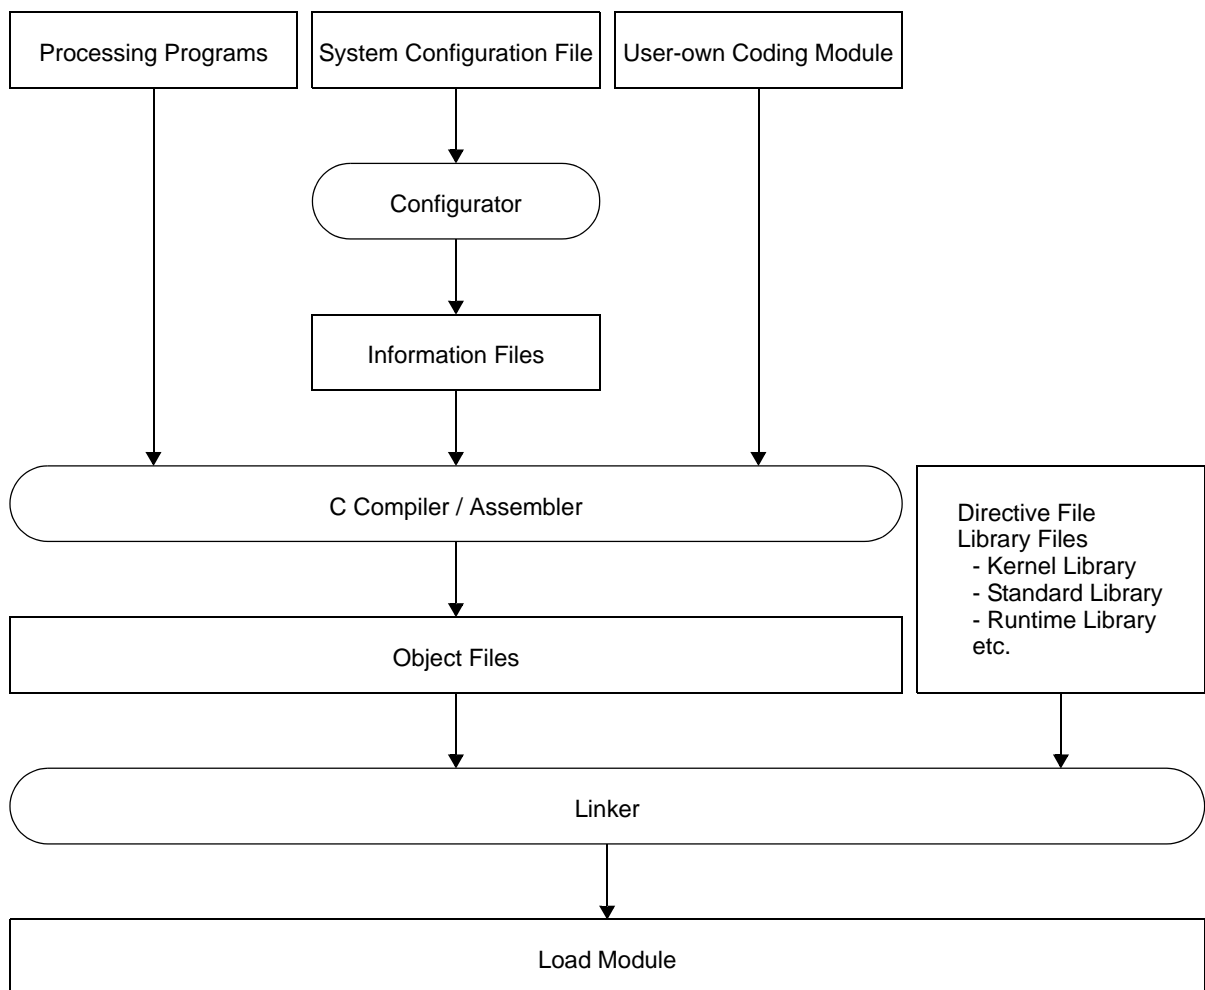 Processing Programs
System Configuration File
User-own Coding Module
Configurator
Information Files
C Compiler / Assembler
Directive File
Library Files
- Kernel Library
- Standard Library
- Runtime Library
etc.
Object Files
Linker
Load Module